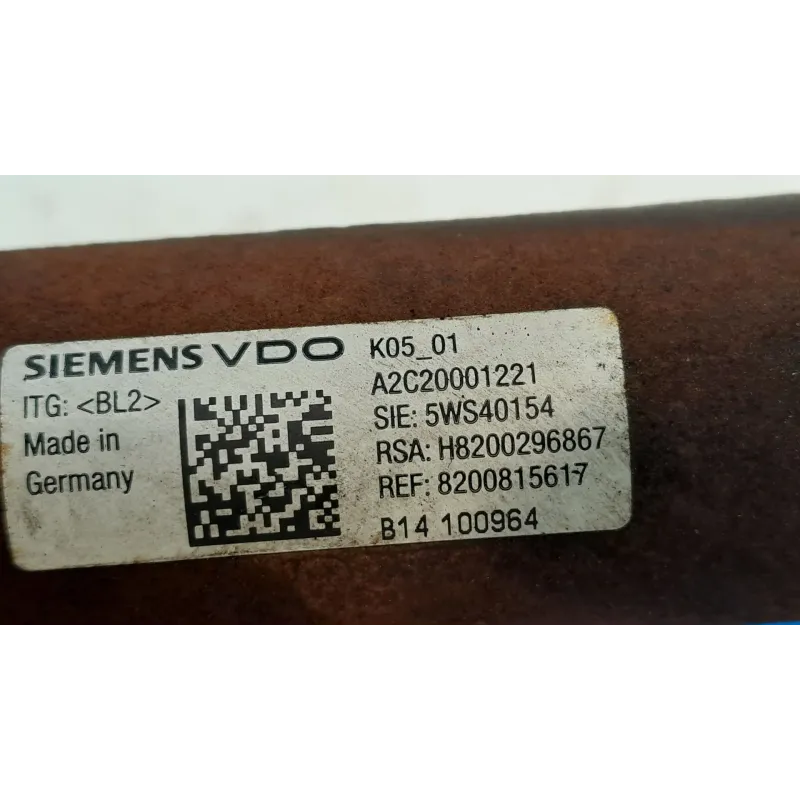 SIEMENS VDO
ITG: <BL2>
Made in
Germany
K05_01
A2C20001221
SIE: 5WS40154
RSA: H8200296867
REF: 8200815617
B14 100964